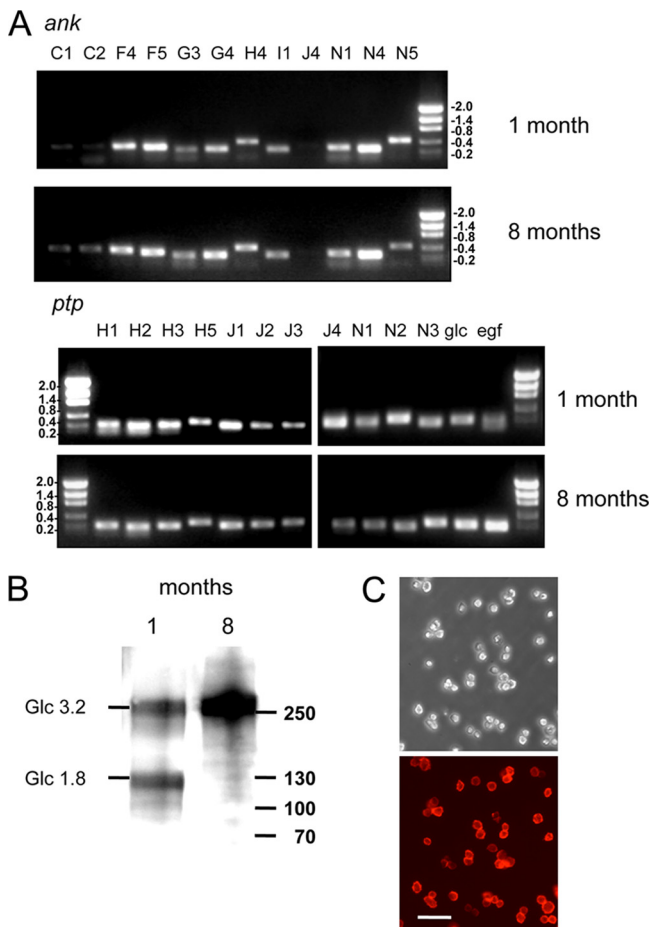 A ank
C1 C2 F4 F5 G3 G4 H4 I1 J4 N1 N4 N5
-2.0
-1.4
-0.8
-0.4
-0.2
1 month
-2.0
-1.4
-0.8
-0.4
-0.2
8 months
ptp
H1 H2 H3 H5 J1 J2 J3 J4 N1 N2 N3 glc egf
2.0-
1.4-
0.8-
0.4-
0.2-
1 month
2.0-
1.4-
0.8-
0.4-
0.2-
8 months
B months
1 8
Glc 3.2
Glc 1.8
250
130
100
70
C